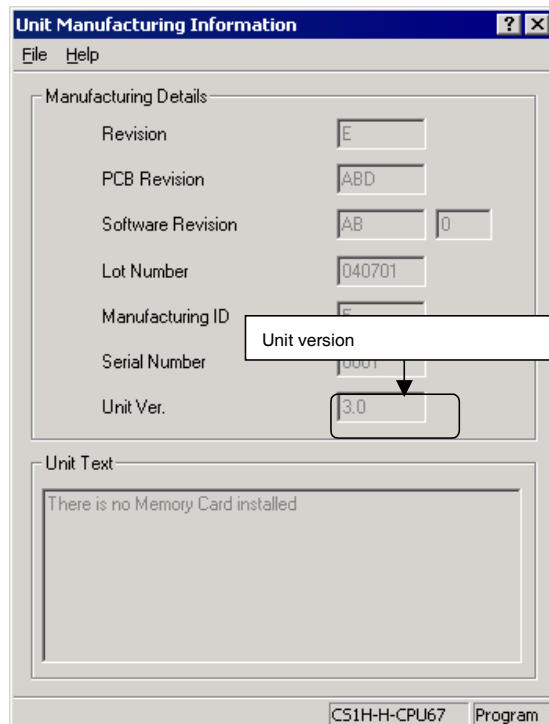 Unit Manufacturing Information
File Help
Manufacturing Details
Revision E
PCB Revision ABD
Software Revision AB 0
Lot Number 040701
Manufacturing ID
Unit version
Serial Number 0001
Unit Ver. 3.0
Unit Text
There is no Memory Card installed
CS1H-H-CPU67 Program